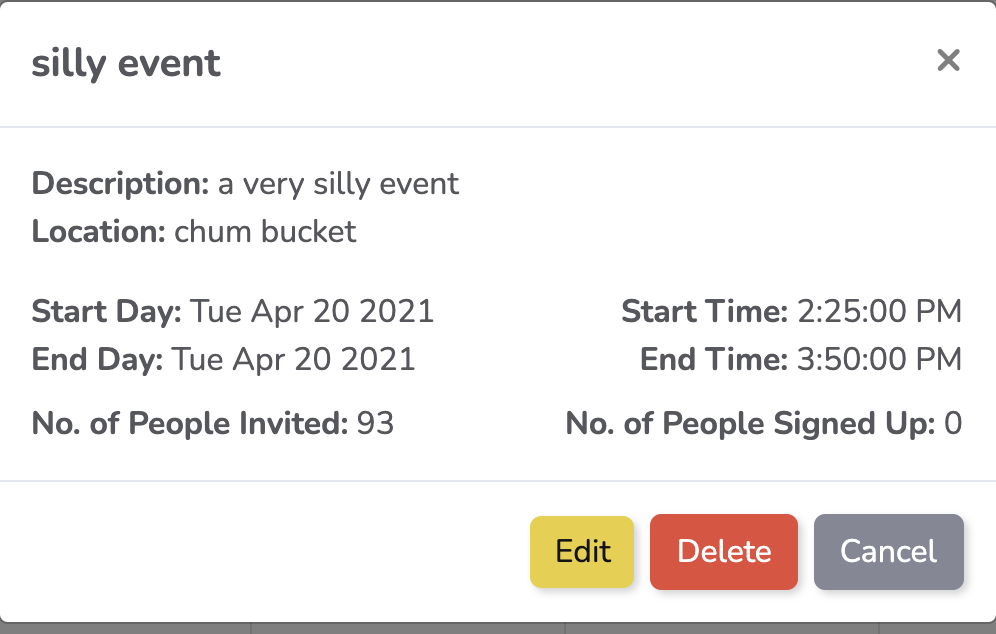 silly event
Description: a very silly event
Location: chum bucket
Start Day: Tue Apr 20 2021 Start Time: 2:25:00 PM
End Day: Tue Apr 20 2021 End Time: 3:50:00 PM
No. of People Invited: 93 No. of People Signed Up: 0
Edit Delete Cancel